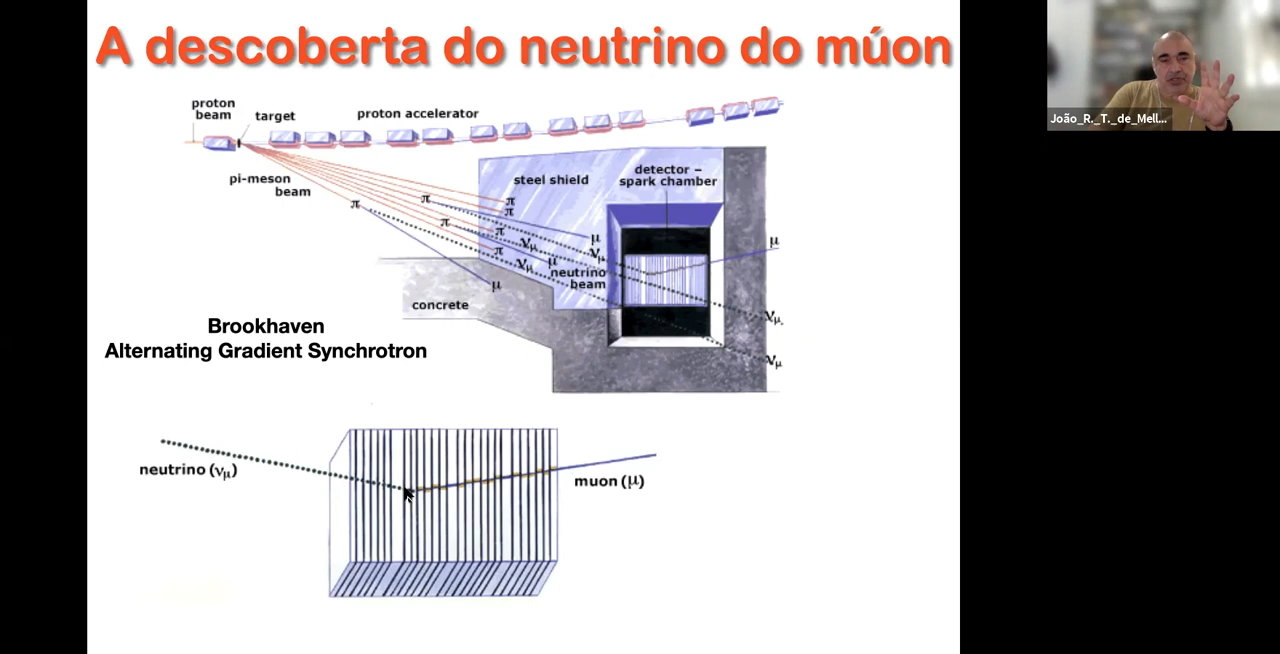 A descoberta do neutrino do múon
João_R._T._de_Mell...
proton
beam
target
proton accelerator
pi-meson
beam
steel shield
detector –
spark chamber
π
π
π
π
π
π
π
μ
νμ
νμ
μ
νμ
μ
μ
neutrino
beam
concrete
νμ
νμ
Brookhaven
Alternating Gradient Synchrotron
neutrino (νμ)
muon (μ)